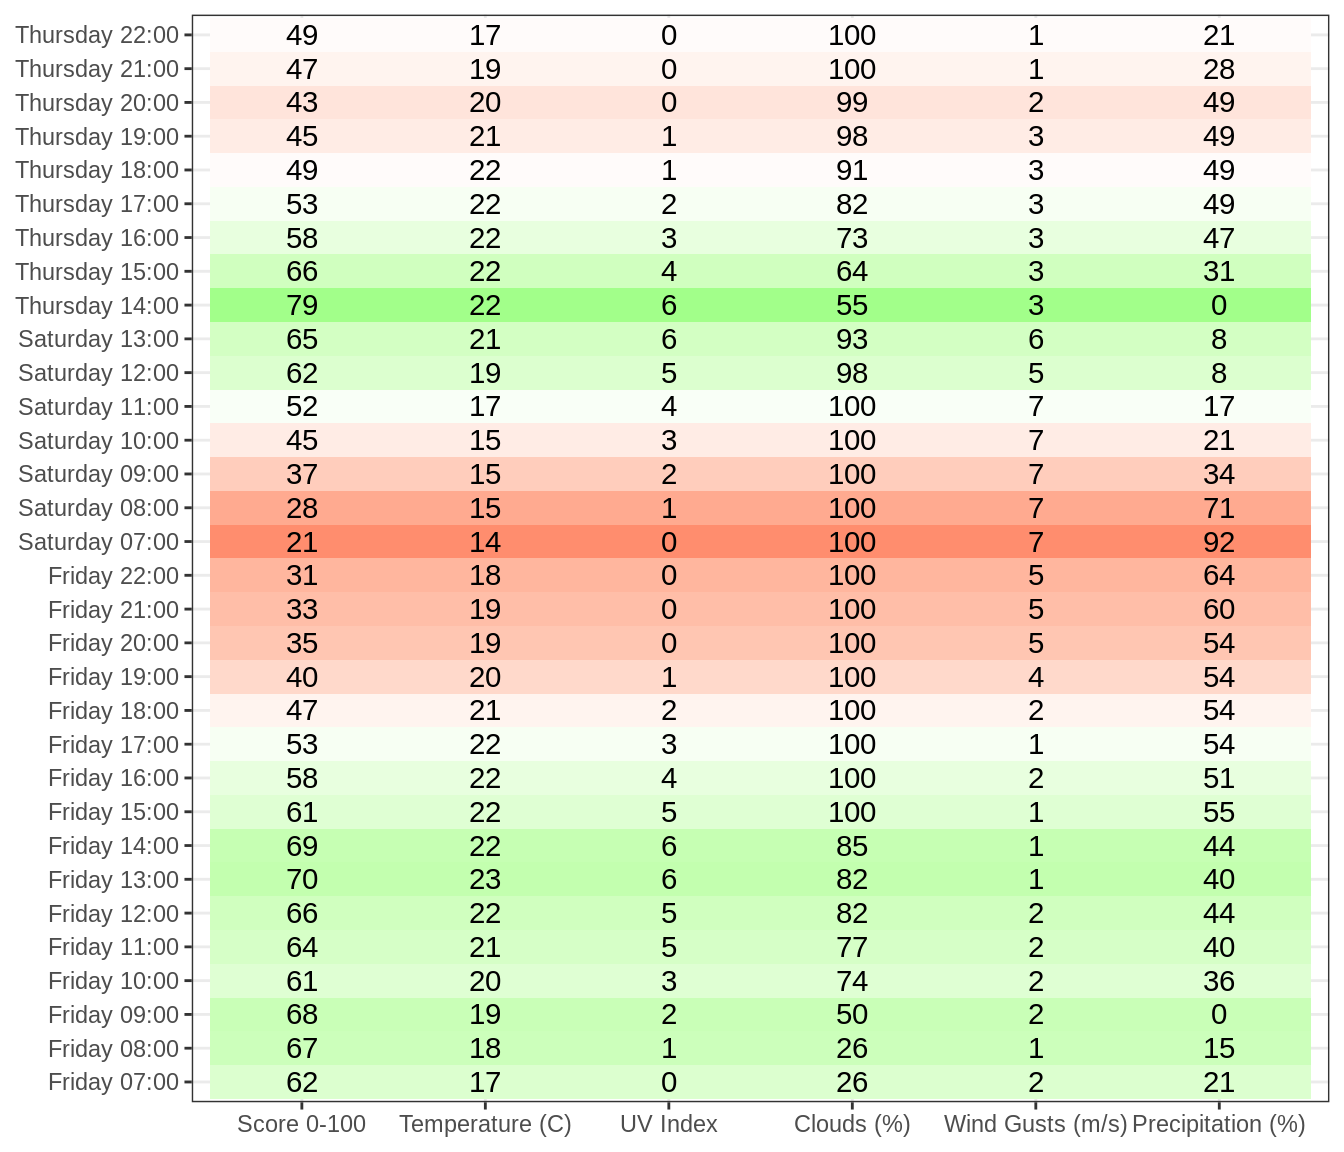 Thursday 22:00 49 17 0 100 1 21
Thursday 21:00 47 19 0 100 1 28
Thursday 20:00 43 20 0 99 2 49
Thursday 19:00 45 21 1 98 3 49
Thursday 18:00 49 22 1 91 3 49
Thursday 17:00 53 22 2 82 3 49
Thursday 16:00 58 22 3 73 3 47
Thursday 15:00 66 22 4 64 3 31
Thursday 14:00 79 22 6 55 3 0
Saturday 13:00 65 21 6 93 6 8
Saturday 12:00 62 19 5 98 5 8
Saturday 11:00 52 17 4 100 7 17
Saturday 10:00 45 15 3 100 7 21
Saturday 09:00 37 15 2 100 7 34
Saturday 08:00 28 15 1 100 7 71
Saturday 07:00 21 14 0 100 7 92
Friday 22:00 31 18 0 100 5 64
Friday 21:00 33 19 0 100 5 60
Friday 20:00 35 19 0 100 5 54
Friday 19:00 40 20 1 100 4 54
Friday 18:00 47 21 2 100 2 54
Friday 17:00 53 22 3 100 1 54
Friday 16:00 58 22 4 100 2 51
Friday 15:00 61 22 5 100 1 55
Friday 14:00 69 22 6 85 1 44
Friday 13:00 70 23 6 82 1 40
Friday 12:00 66 22 5 82 2 44
Friday 11:00 64 21 5 77 2 40
Friday 10:00 61 20 3 74 2 36
Friday 09:00 68 19 2 50 2 0
Friday 08:00 67 18 1 26 1 15
Friday 07:00 62 17 0 26 2 21
Score 0-100 Temperature (C) UV Index Clouds (%) Wind Gusts (m/s) Precipitation (%)